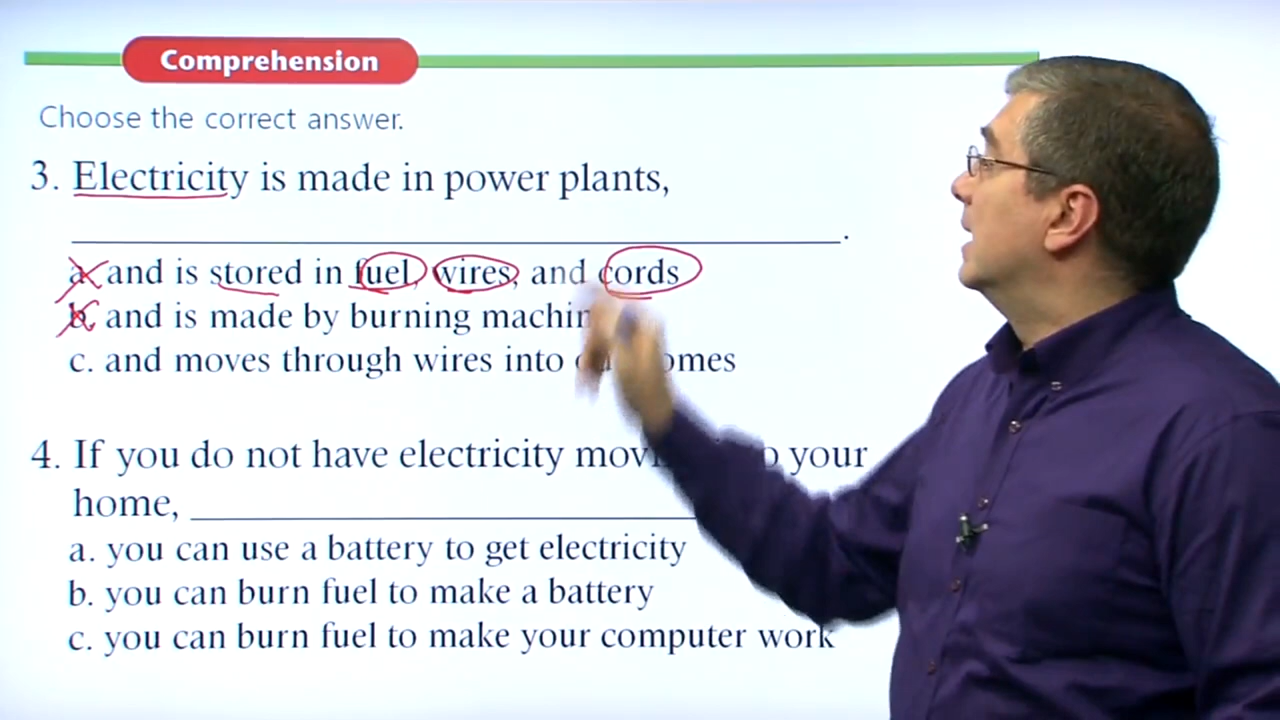 Comprehension
Choose the correct answer.
3. Electricity is made in power plants,
.
a. and is stored in fuel, wires, and cords
b. and is made by burning
c. and moves through wires into
4. If you do not have electricity your
home,
a. you can use a battery to get electricity
b. you can burn fuel to make a battery
c. you can burn fuel to make your computer work